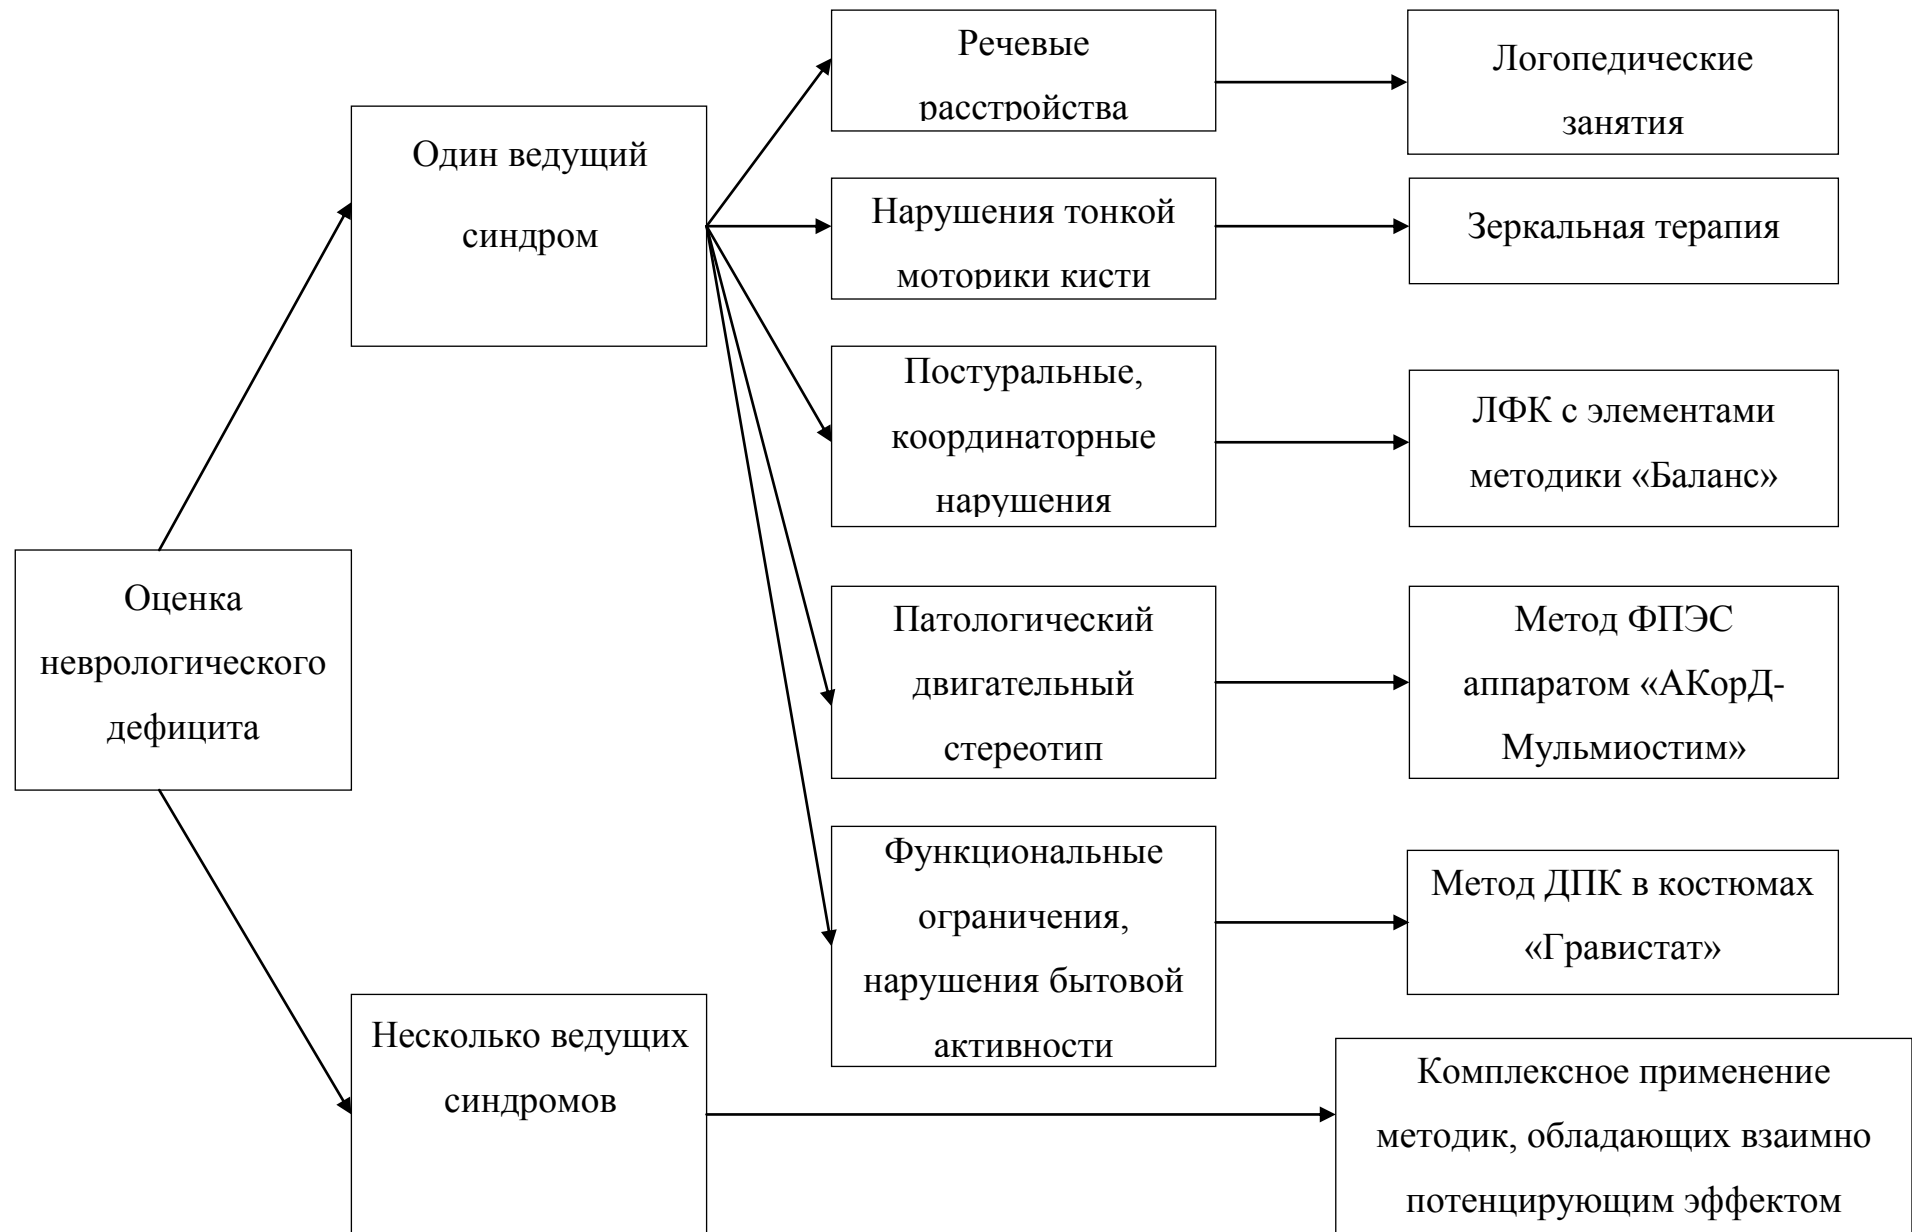 Речевые
расстройства
Логопедические
занятия
Один ведущий
синдром
Нарушения тонкой
моторики кисти
Зеркальная терапия
Постуральные,
координаторные
нарушения
ЛФК с элементами
методики «Баланс»
Оценка
неврологического
дефицита
Патологический
двигательный
стереотип
Метод ФПЭС
аппаратом «АКорД-
Мульмиостим»
Функциональные
ограничения,
нарушения бытовой
активности
Метод ДПК в костюмах
«Гравистат»
Несколько ведущих
синдромов
Комплексное применение
методик, обладающих взаимно
потенцирующим эффектом